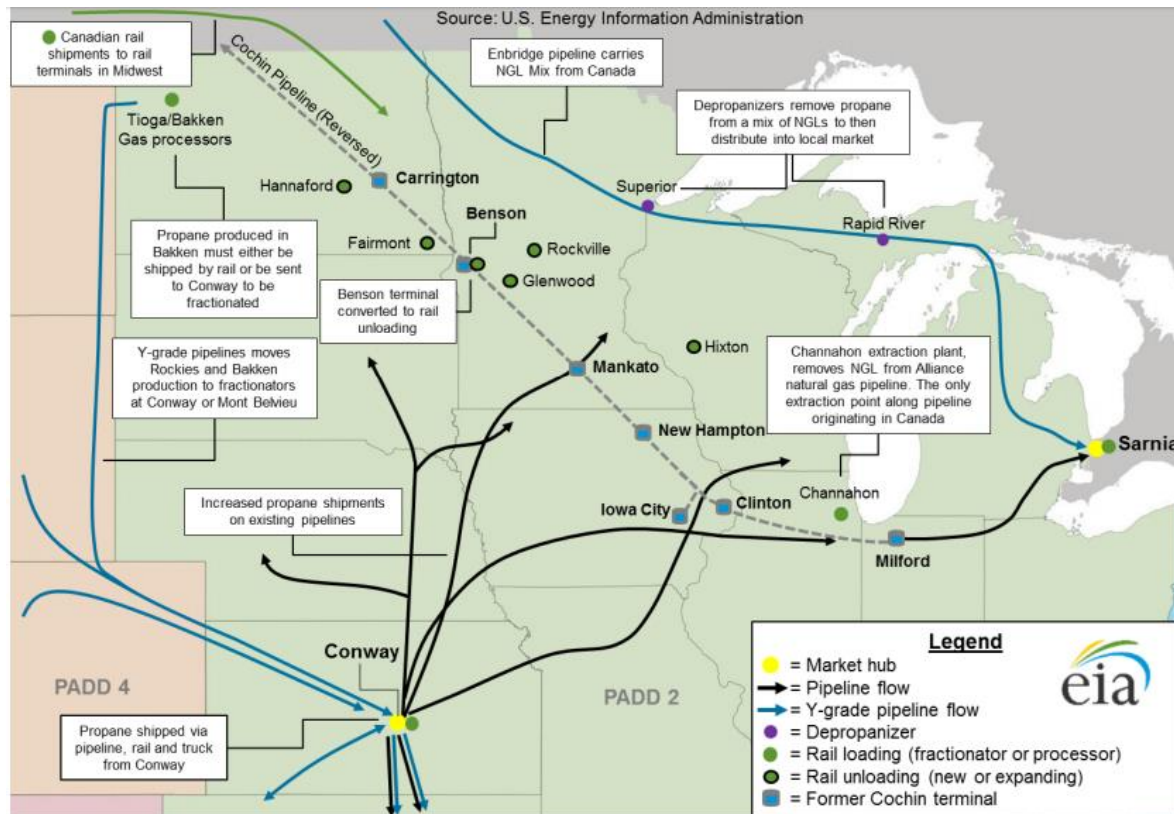 Source: U.S. Energy Information Administration
Canadian rail
shipments to rail
terminals in Midwest
Cochin Pipeline (Reversed)
Enbridge pipeline carries
NGL Mix from Canada
Depropanizers remove propane
from a mix of NGLs to then
distribute into local market
Tioga/Bakken
Gas processors
Hannaford
Carrington
Superior
Rapid River
Propane produced in
Bakken must either be
shipped by rail or be sent
to Conway to be
fractionated
Fairmont
Benson
Rockville
Glenwood
Benson terminal
converted to rail
unloading
Y-grade pipelines moves
Rockies and Bakken
production to fractionators
at Conway or Mont Belvieu
Mankato
Hixton
Channahon extraction plant,
removes NGL from Alliance
natural gas pipeline. The only
extraction point along pipeline
originating in Canada
New Hampton
Sarnia
Increased propane shipments
on existing pipelines
Iowa City
Clinton
Channahon
Milford
Conway
PADD 4
PADD 2
Propane shipped via
pipeline, rail and truck
from Conway
Legend
= Market hub
= Pipeline flow
= Y-grade pipeline flow
= Depropanizer
= Rail loading (fractionator or processor)
= Rail unloading (new or expanding)
= Former Cochin terminal
eia